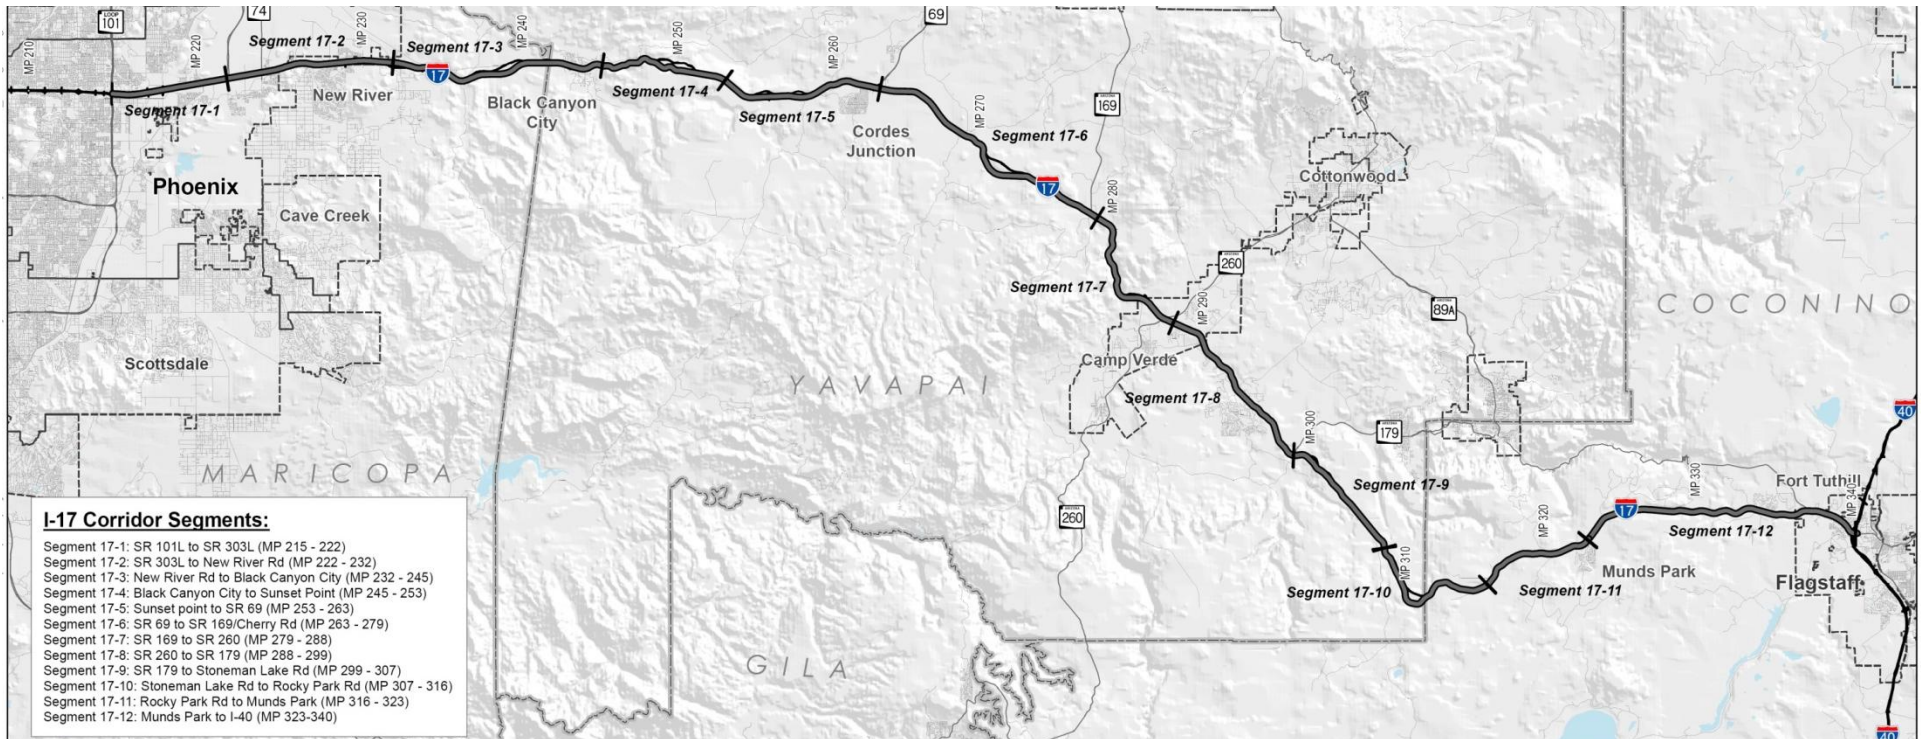 LOOP
101
74
69
MP 210
MP 220
MP 230
MP 240
MP 250
MP 260
Segment 17-1
Segment 17-2
Segment 17-3
17
Segment 17-4
Segment 17-5
New River
Black Canyon
City
Cordes
Junction
MP 270
Segment 17-6
17
ARIZONA
169
MP 280
Phoenix
Cave Creek
Cottonwood
ARIZONA
260
Segment 17-7
MP 290
ARIZONA
89A
COCONINO
Scottsdale
YAVAPAI
Camp Verde
Segment 17-8
MP 300
ARIZONA
179
40
MARICOPA
Segment 17-9
MP 310
MP 320
MP 330
MP 340
Fort Tuthill
17
Segment 17-12
ARIZONA
260
Munds Park
Flagstaff
Segment 17-10
Segment 17-11
GILA
40
I-17 Corridor Segments:
Segment 17-1: SR 101L to SR 303L (MP 215 - 222)
Segment 17-2: SR 303L to New River Rd (MP 222 - 232)
Segment 17-3: New River Rd to Black Canyon City (MP 232 - 245)
Segment 17-4: Black Canyon City to Sunset Point (MP 245 - 253)
Segment 17-5: Sunset point to SR 69 (MP 253 - 263)
Segment 17-6: SR 69 to SR 169/Cherry Rd (MP 263 - 279)
Segment 17-7: SR 169 to SR 260 (MP 279 - 288)
Segment 17-8: SR 260 to SR 179 (MP 288 - 299)
Segment 17-9: SR 179 to Stoneman Lake Rd (MP 299 - 307)
Segment 17-10: Stoneman Lake Rd to Rocky Park Rd (MP 307 - 316)
Segment 17-11: Rocky Park Rd to Munds Park (MP 316 - 323)
Segment 17-12: Munds Park to I-40 (MP 323-340)